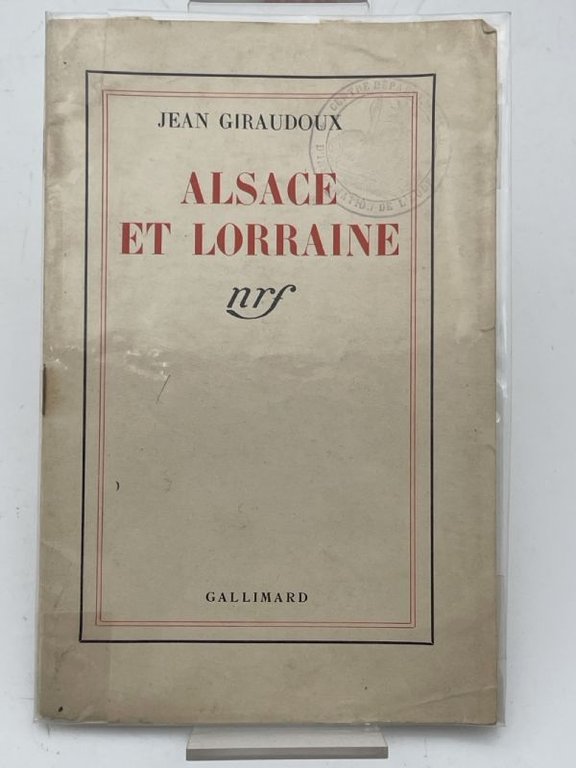 JEAN GIRAUDOUX
ALSACE
ET LORRAINE
nrf
GALLIMARD